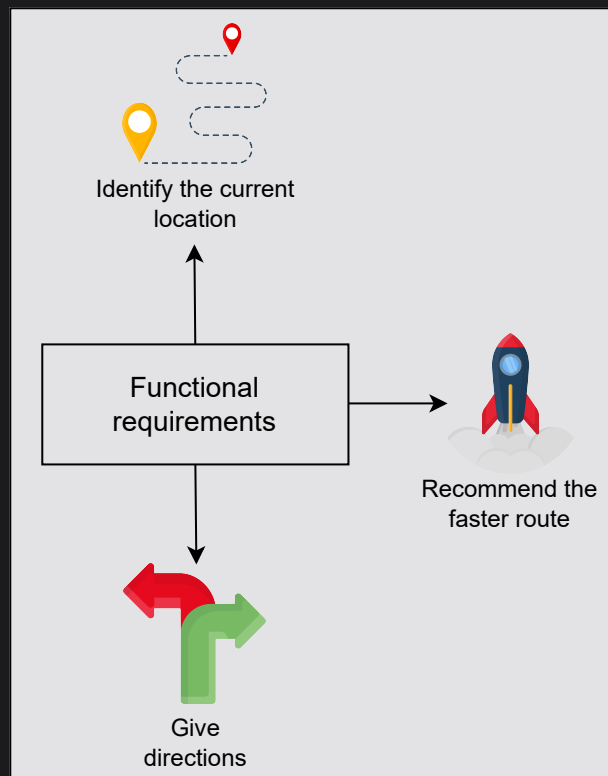 Identify the current
location
Functional
requirements
Recommend the
faster route
Give
directions